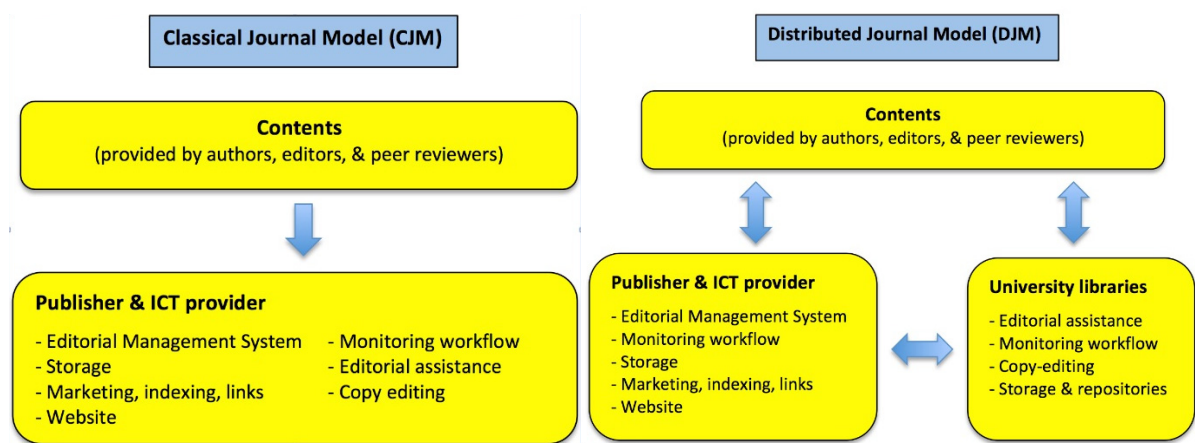 Classical Journal Model (CJM)
Contents
(provided by authors, editors, & peer reviewers)
Publisher & ICT provider
- Editorial Management System
- Storage
- Marketing, indexing, links
- Website
- Monitoring workflow
- Editorial assistance
- Copy editing
Distributed Journal Model (DJM)
Contents
(provided by authors, editors, & peer reviewers)
Publisher & ICT provider
- Editorial Management System
- Monitoring workflow
- Storage
- Marketing, indexing, links
- Website
University libraries
- Editorial assistance
- Monitoring workflow
- Copy-editing
- Storage & repositories